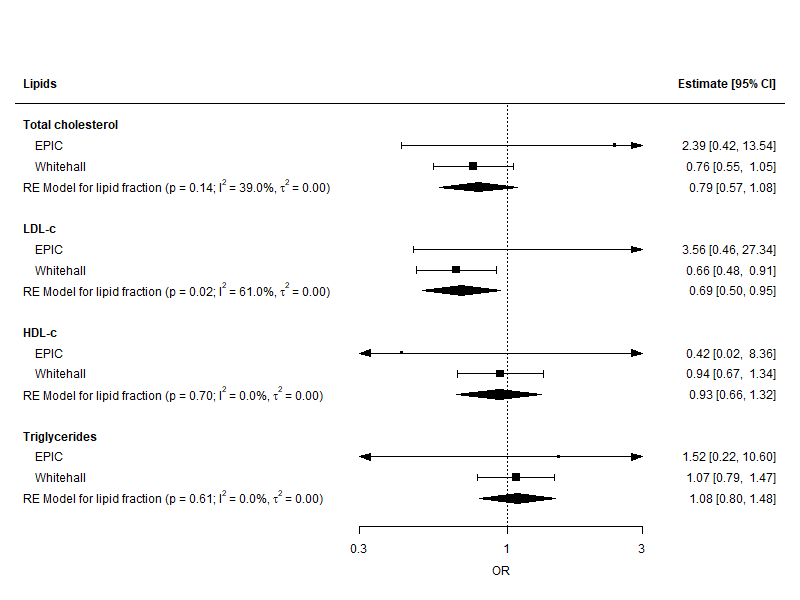 Lipids Estimate [95% CI]
Total cholesterol
EPIC 2.39 [0.42, 13.54]
Whitehall 0.76 [0.55, 1.05]
RE Model for lipid fraction (p = 0.14; I² = 39.0%, τ² = 0.00) 0.79 [0.57, 1.08]
LDL-c
EPIC 3.56 [0.46, 27.34]
Whitehall 0.66 [0.48, 0.91]
RE Model for lipid fraction (p = 0.02; I² = 61.0%, τ² = 0.00) 0.69 [0.50, 0.95]
HDL-c
EPIC 0.42 [0.02, 8.36]
Whitehall 0.94 [0.67, 1.34]
RE Model for lipid fraction (p = 0.70; I² = 0.0%, τ² = 0.00) 0.93 [0.66, 1.32]
Triglycerides
EPIC 1.52 [0.22, 10.60]
Whitehall 1.07 [0.79, 1.47]
RE Model for lipid fraction (p = 0.61; I² = 0.0%, τ² = 0.00) 1.08 [0.80, 1.48]
0.3 1 3
OR